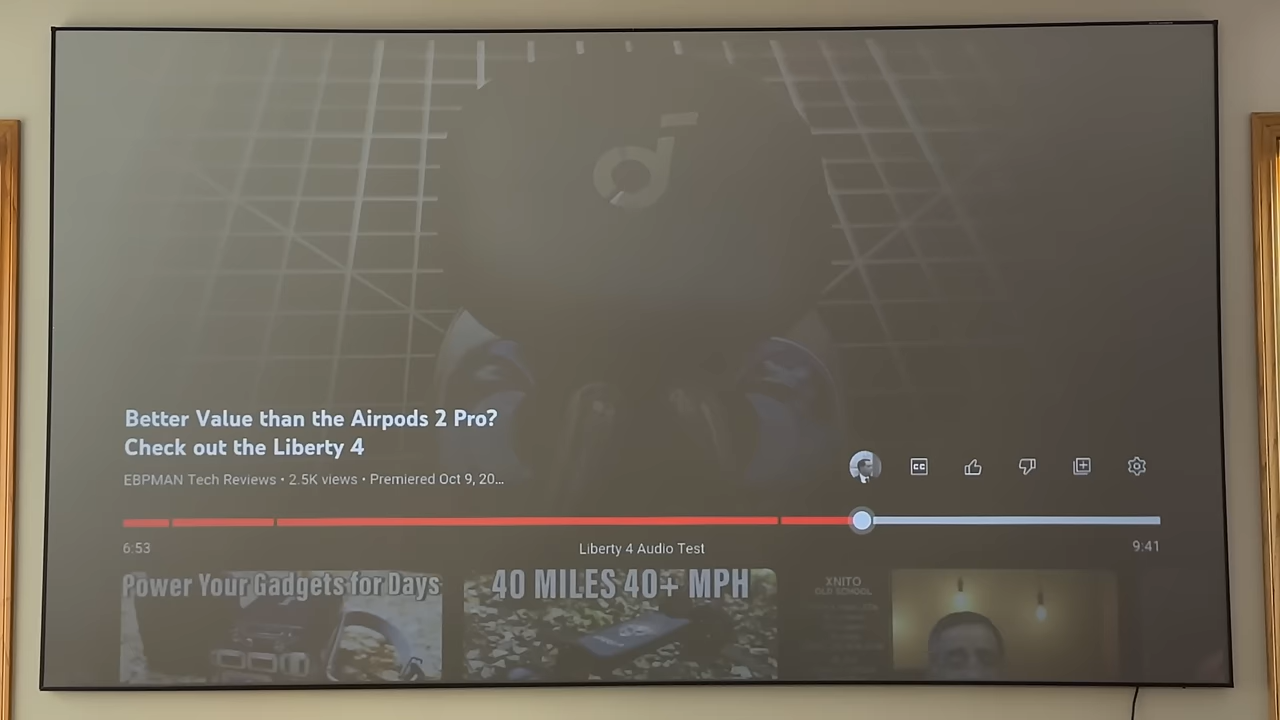 Better Value than the Airpods 2 Pro?
Check out the Liberty 4
EBPMAN Tech Reviews • 2.5K views • Premiered Oct 9, 20...
CC
6:53
Liberty 4 Audio Test
9:41
Power Your Gadgets for Days
40 MILES 40+ MPH
XNITO
OLD SCHOOL